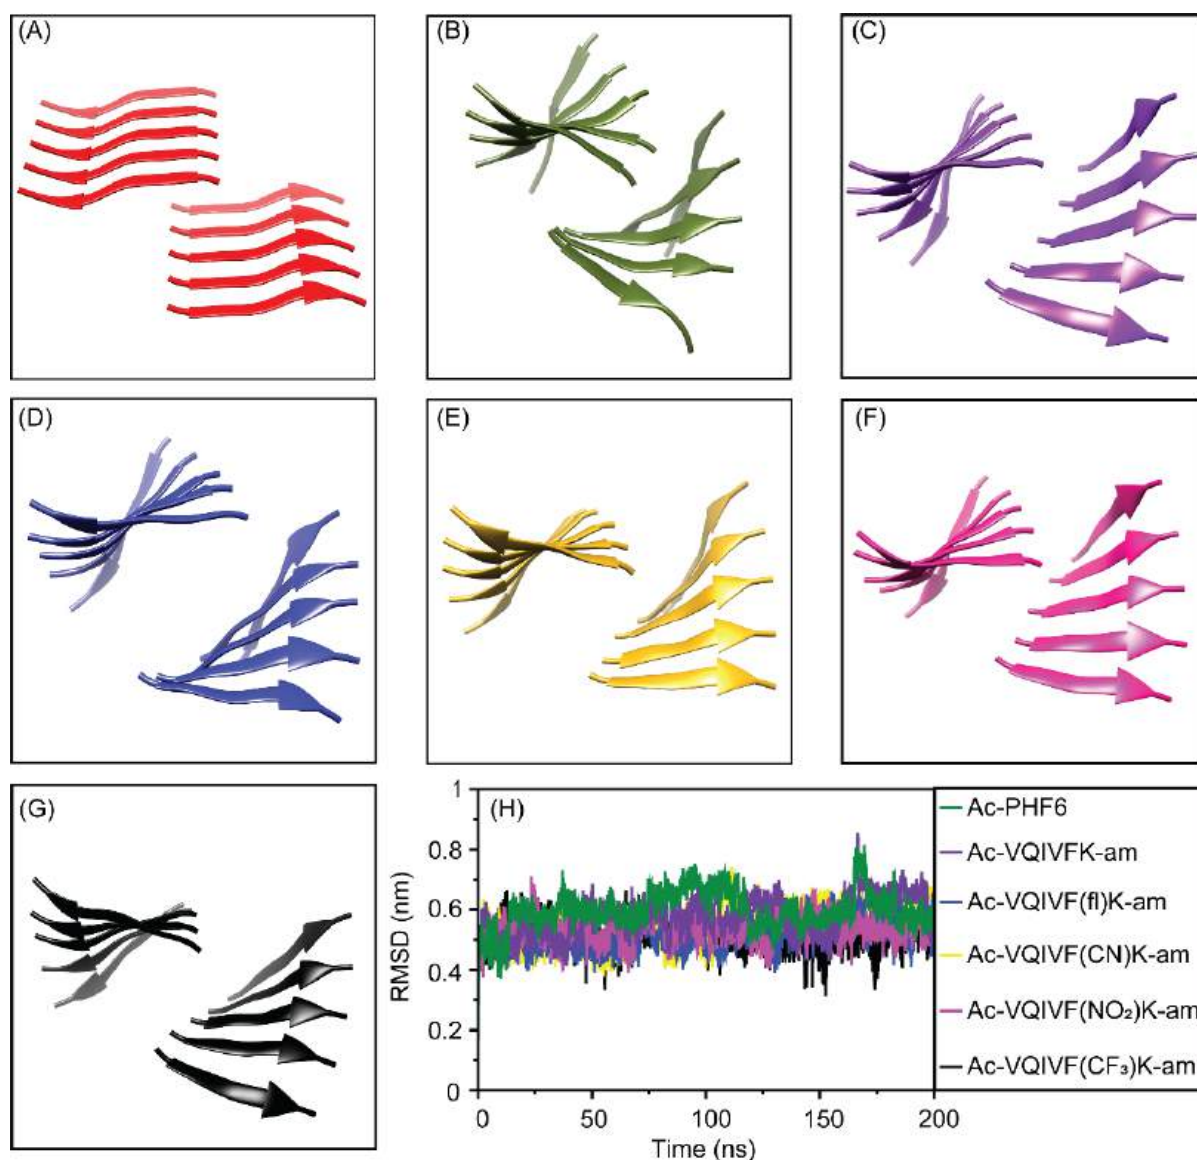 (A)
(B)
(C)
(D)
(E)
(F)
(G)
(H)
1
0.8
0.6
0.4
0.2
0
RMSD (nm)
0
50
100
150
200
Time (ns)
Ac-PHF6
Ac-VQIVFK-am
Ac-VQIVF(fl)K-am
Ac-VQIVF(CN)K-am
Ac-VQIVF(NO₂)K-am
Ac-VQIVF(CF₃)K-am